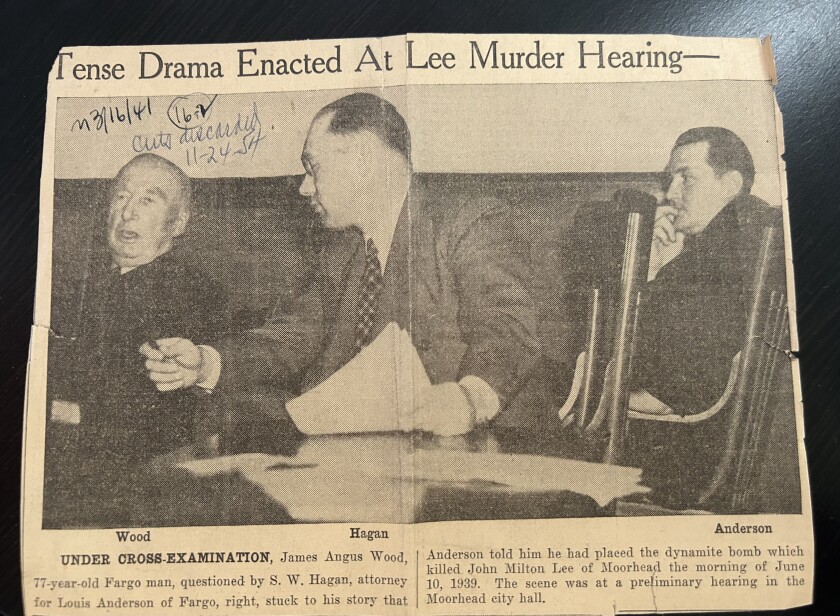 Tense Drama Enacted At Lee Murder Hearing—
3/16/41
cuts discarded
11-24-54
Wood Hagan Anderson
UNDER CROSS-EXAMINATION, James Angus Wood,
77-year-old Fargo man, questioned by S. W. Hagan, attorney
for Louis Anderson of Fargo, right, stuck to his story that
Anderson told him he had placed the dynamite bomb which
killed John Milton Lee of Moorhead the morning of June
10, 1939. The scene was at a preliminary hearing in the
Moorhead city hall.